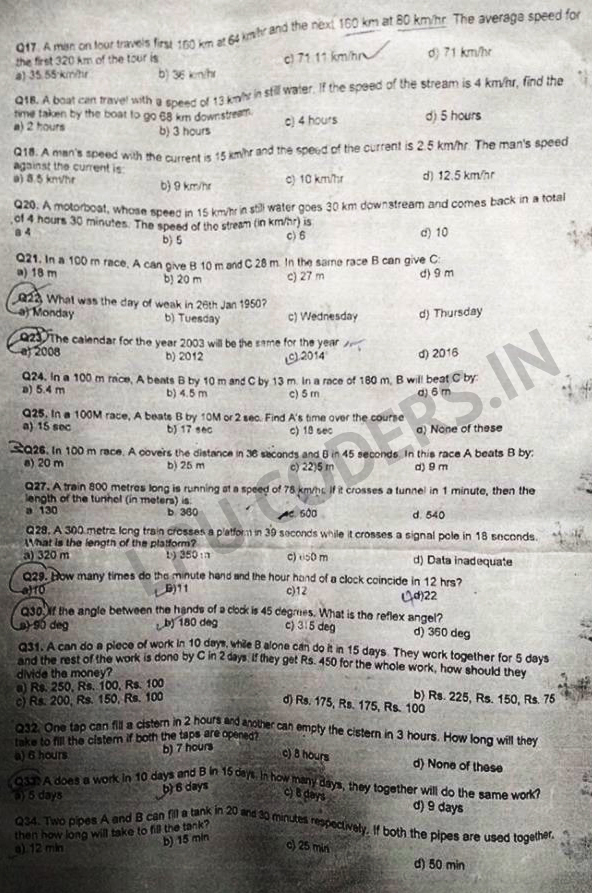 Q17. A man on tour travels first 160 km at 64 km/hr and the next 160 km at 80 km/hr. The average speed for
the first 320 km of the tour is
a) 35.55 km/hr b) 36 km/hr c) 71.11 km/hr d) 71 km/hr
Q18. A boat can travel with a speed of 13 km/hr in still water. If the speed of the stream is 4 km/hr, find the
time taken by the boat to go 68 km downstream.
a) 2 hours b) 3 hours c) 4 hours d) 5 hours
Q19. A man's speed with the current is 15 km/hr and the speed of the current is 2.5 km/hr. The man's speed
against the current is:
a) 8.5 km/hr b) 9 km/hr c) 10 km/hr d) 12.5 km/hr
Q20. A motorboat, whose speed in 15 km/hr in still water goes 30 km downstream and comes back in a total
of 4 hours 30 minutes. The speed of the stream (in km/hr) is
a 4 b) 5 c) 6 d) 10
Q21. In a 100 m race, A can give B 10 m and C 28 m. In the same race B can give C:
a) 18 m b) 20 m c) 27 m d) 9 m
Q22. What was the day of weak in 26th Jan 1950?
a) Monday b) Tuesday c) Wednesday d) Thursday
Q23. The calendar for the year 2003 will be the same for the year
a) 2008 b) 2012 c) 2014 d) 2016
Q24. In a 100 m race, A beats B by 10 m and C by 13 m. In a race of 180 m, B will beat C by:
a) 5.4 m b) 4.5 m c) 5 m d) 6 m
Q25. In a 100M race, A beats B by 10M or 2 sec. Find A's time over the course
a) 15 sec b) 17 sec c) 18 sec d) None of these
Q26. In 100 m race, A covers the distance in 36 seconds and B in 45 seconds. In this race A beats B by:
a) 20 m b) 25 m c) 22)5 m d) 9 m
Q27. A train 800 metres long is running at a speed of 78 km/hr. If it crosses a tunnel in 1 minute, then the
length of the tunnel (in meters) is:
a 130 b. 360 c. 500 d. 540
Q28. A 300 metre long train crosses a platform in 39 seconds while it crosses a signal pole in 18 seconds.
What is the length of the platform?
a) 320 m b) 350 m c) 650 m d) Data inadequate
Q29. How many times do the minute hand and the hour hand of a clock coincide in 12 hrs?
a)10 b)11 c)12 d)22
Q30. If the angle between the hands of a clock is 45 degrees. What is the reflex angel?
a) 90 deg b) 180 deg c) 315 deg d) 360 deg
Q31. A can do a piece of work in 10 days, while B alone can do it in 15 days. They work together for 5 days
and the rest of the work is done by C in 2 days. If they get Rs. 450 for the whole work, how should they
divide the money?
a) Rs. 250, Rs. 100, Rs. 100 b) Rs. 225, Rs. 150, Rs. 75
c) Rs. 200, Rs. 150, Rs. 100 d) Rs. 175, Rs. 175, Rs. 100
Q32. One tap can fill a cistern in 2 hours and another can empty the cistern in 3 hours. How long will they
take to fill the cistern if both the taps are opened?
a) 6 hours b) 7 hours c) 8 hours d) None of these
Q33. A does a work in 10 days and B in 15 days. In how many days, they together will do the same work?
a) 5 days b) 6 days c) 8 days d) 9 days
Q34. Two pipes A and B can fill a tank in 20 and 30 minutes respectively. If both the pipes are used together,
then how long will take to fill the tank?
a).12 min b) 15 min c) 25 min d) 50 min
LPU.CODERS.IN